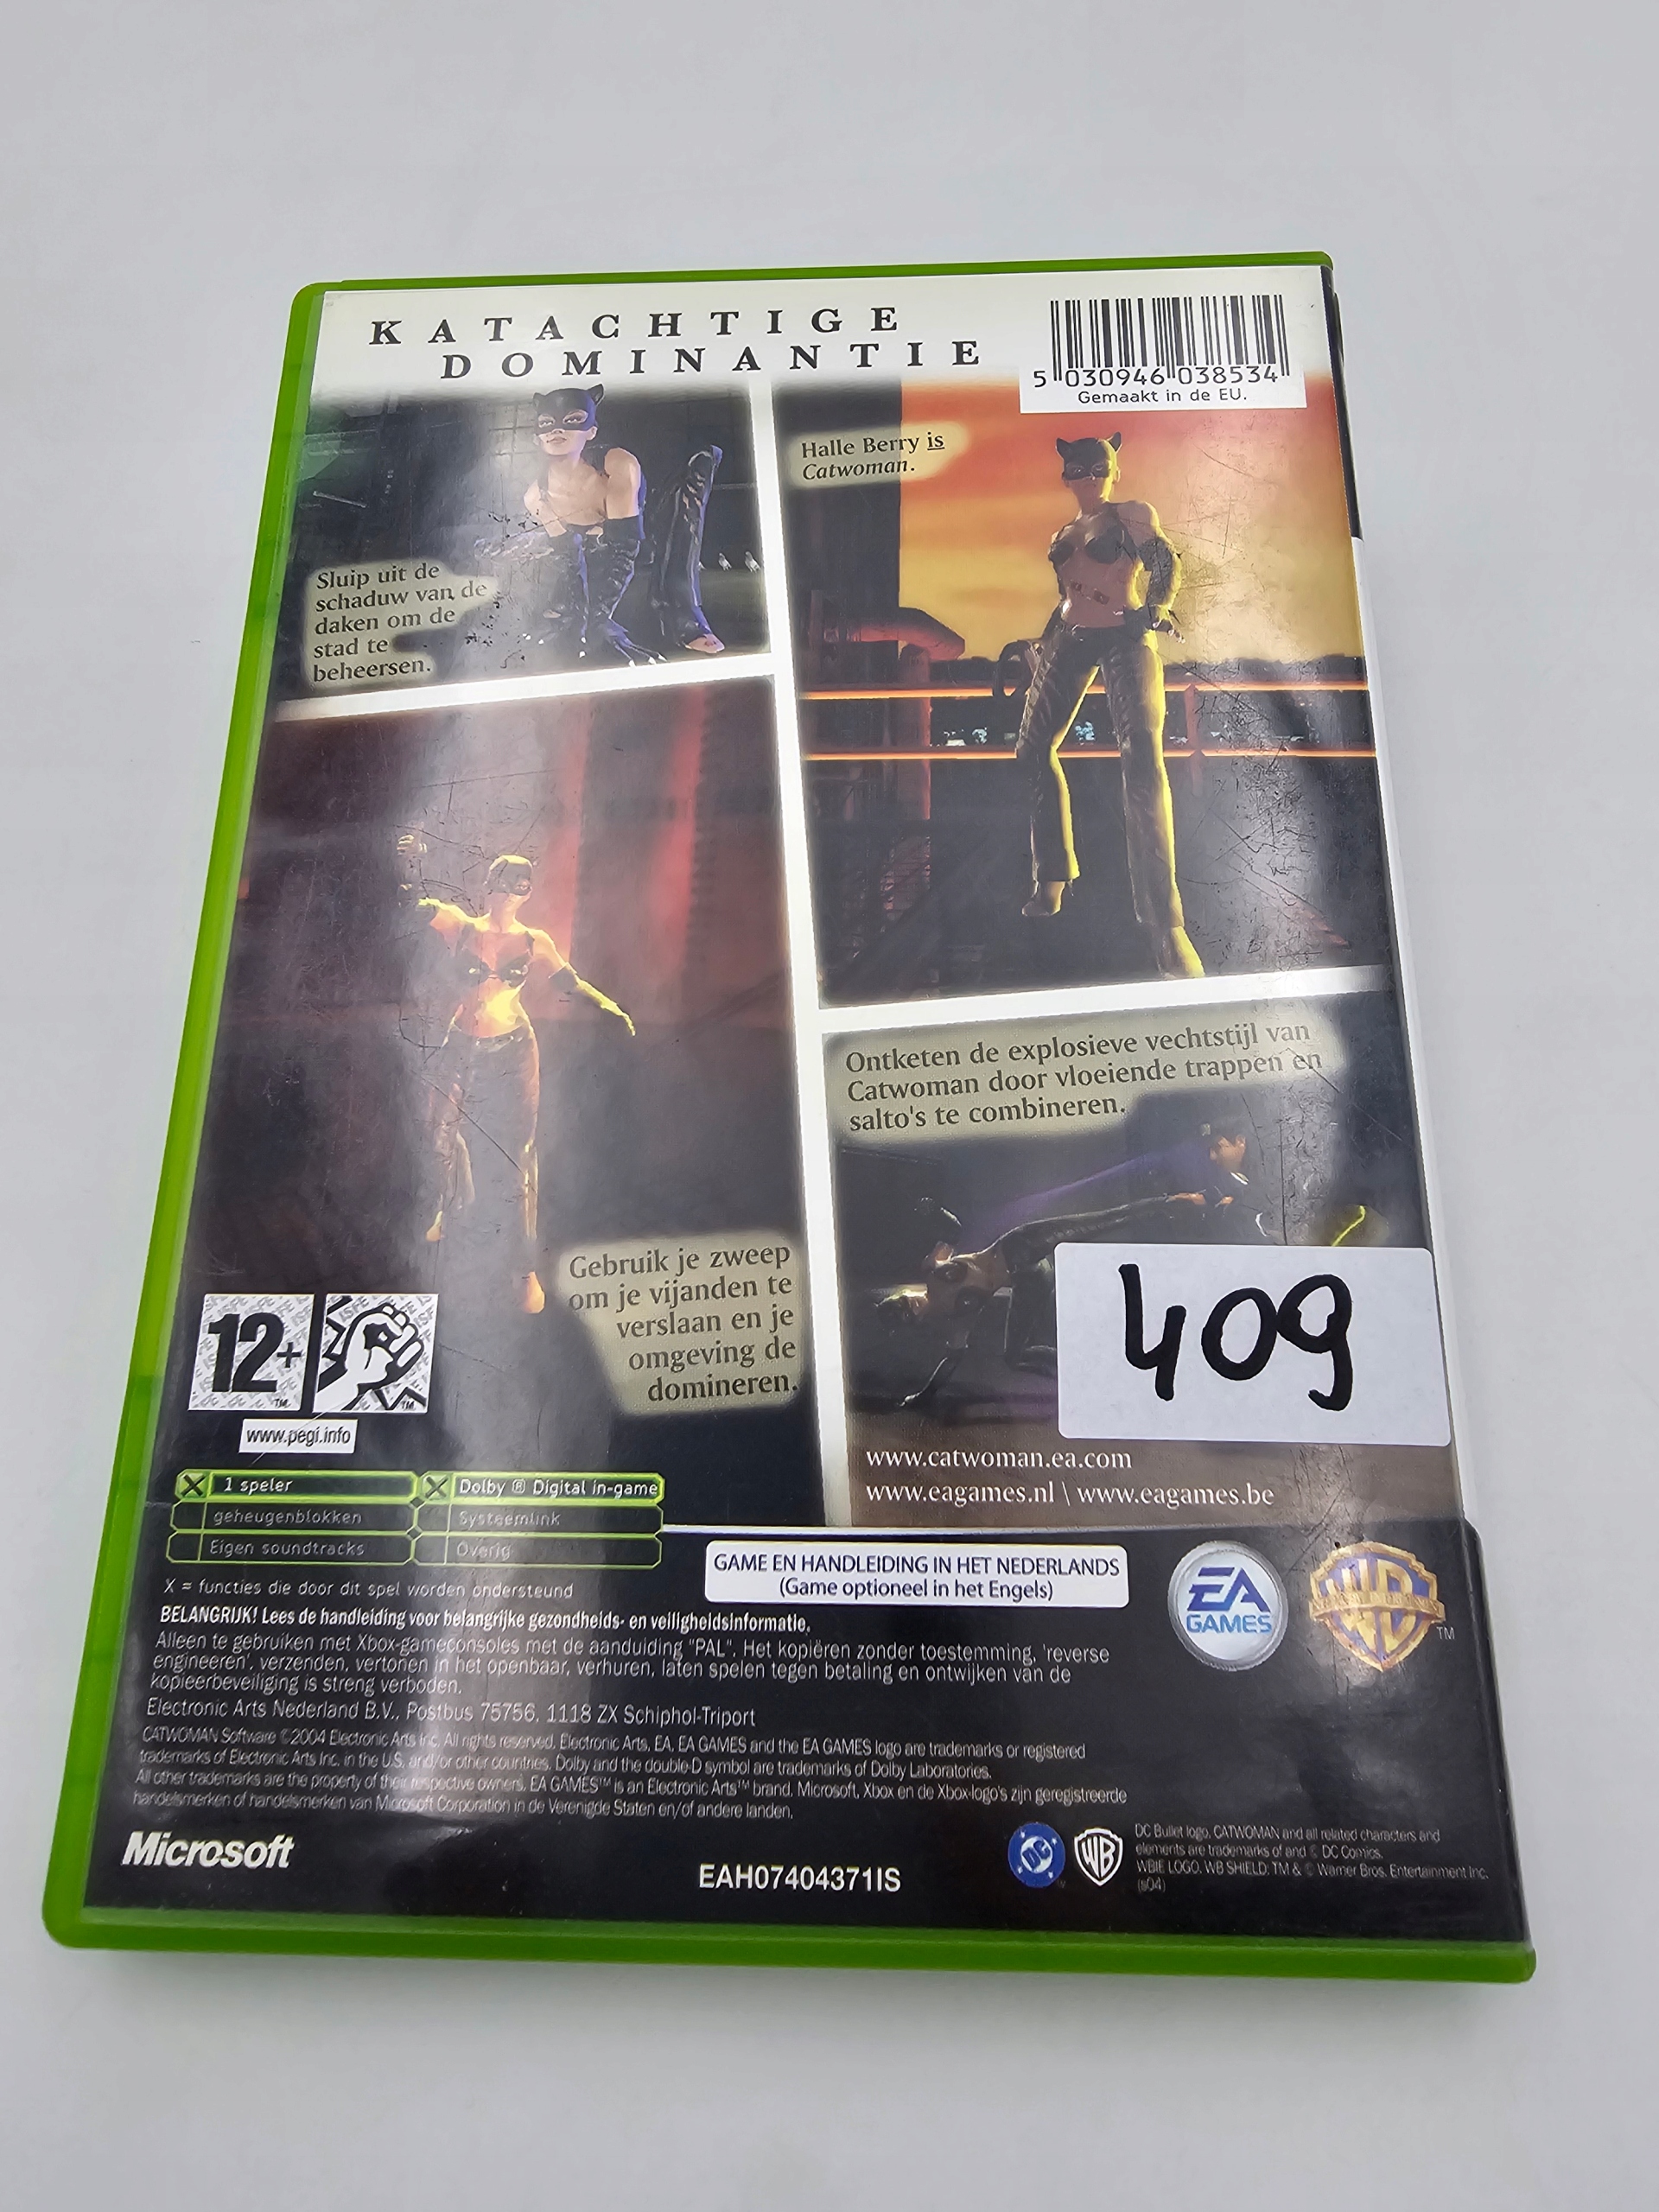 KATACHTIGE
DOMINANTIE
5 030946 038534
Gemaakt in de EU.
Halle Berry is
Catwoman.
Sluip uit de
schaduw van de
daken om de
stad te
beheersen.
Ontketen de explosieve vechtstijl van
Catwoman door vloeiende trappen en
salto's te combineren.
Gebruik je zweep
om je vijanden te
verslaan en je
omgeving de
domineren.
409
12+
TM
TM
www.pegi.info
www.catwoman.ea.com
www.eagames.nl \ www.eagames.be
X 1 speler
X Dolby ® Digital in-game
geheugenblokken
Systeemlink
Eigen soundtracks
Overig
X = functies die door dit spel worden ondersteund
GAME EN HANDLEIDING IN HET NEDERLANDS
(Game optioneel in het Engels)
EA
GAMES
WB
TM
BELANGRIJK! Lees de handleiding voor belangrijke gezondheids- en veiligheidsinformatie.
Alleen te gebruiken met Xbox-gameconsoles met de aanduiding "PAL". Het kopiëren zonder toestemming, 'reverse
engineeren', verzenden, vertonen in het openbaar, verhuren, laten spelen tegen betaling en ontwijken van de
kopieerbeveiliging is streng verboden.
Electronic Arts Nederland B.V., Postbus 75756, 1118 ZX Schiphol-Triport
CATWOMAN Software ©2004 Electronic Arts Inc. All rights reserved. Electronic Arts, EA, EA GAMES and the EA GAMES logo are trademarks or registered
trademarks of Electronic Arts Inc. in the U.S. and/or other countries. Dolby and the double-D symbol are trademarks of Dolby Laboratories.
All other trademarks are the property of their respective owners. EA GAMES™ is an Electronic Arts™ brand. Microsoft, Xbox en de Xbox-logo's zijn geregistreerde
handelsmerken of handelsmerken van Microsoft Corporation in de Verenigde Staten en/of andere landen.
Microsoft
EAH07404371IS
DC
WB
DC Bullet logo, CATWOMAN and all related characters and
elements are trademarks of and © DC Comics.
WBIE LOGO, WB SHIELD: TM & © Warner Bros. Entertainment Inc.
(s04)